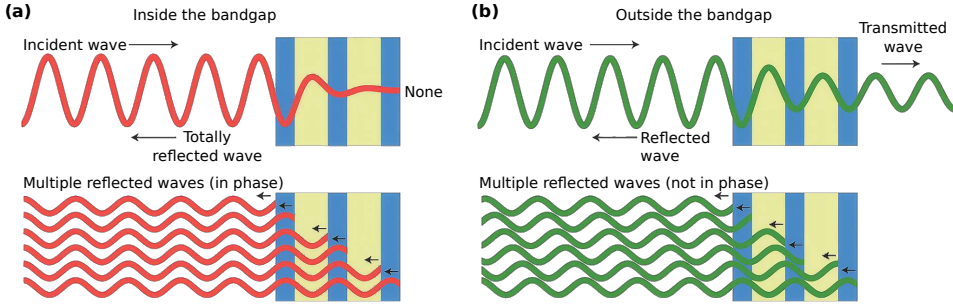 (a)
Inside the bandgap
Incident wave
None
Totally
reflected wave
Multiple reflected waves (in phase)
(b)
Outside the bandgap
Incident wave
Transmitted
wave
Reflected
wave
Multiple reflected waves (not in phase)